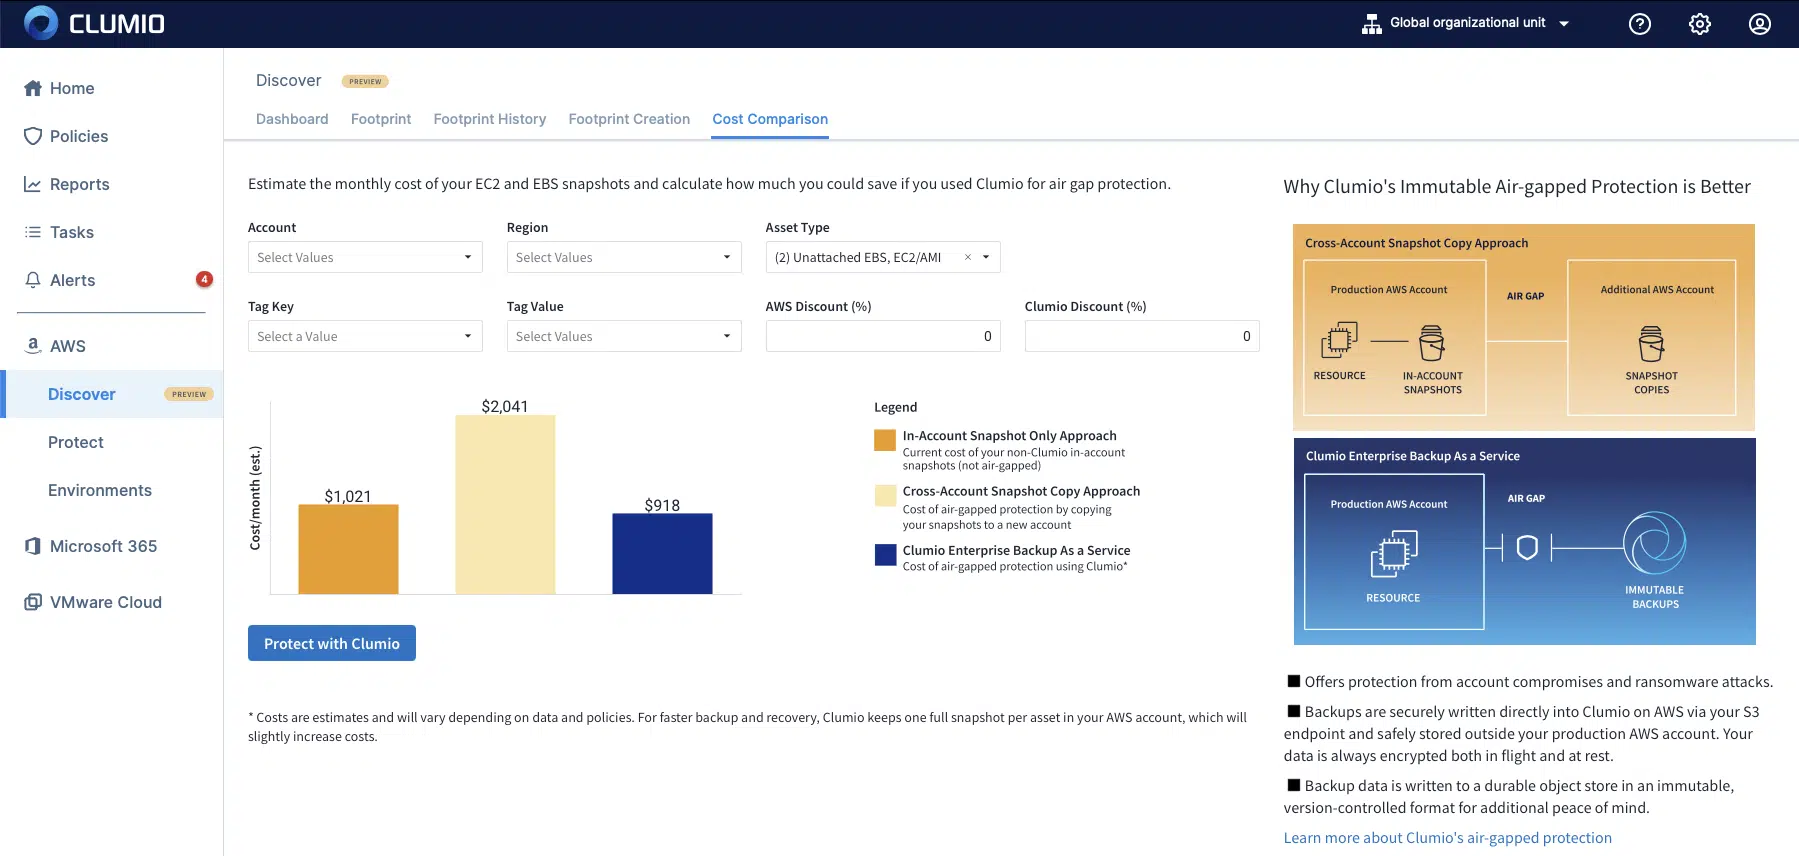 CLUMIO
Global organizational unit
Home
Policies
Reports
Tasks
Alerts
4
AWS
Discover
PREVIEW
Protect
Environments
Microsoft 365
VMware Cloud
Discover
PREVIEW
Dashboard
Footprint
Footprint History
Footprint Creation
Cost Comparison
Estimate the monthly cost of your EC2 and EBS snapshots and calculate how much you could save if you used Clumio for air gap protection.
Account
Select Values
Region
Select Values
Asset Type
(2) Unattached EBS, EC2/AMI
×
Tag Key
Select a Value
Tag Value
Select Values
AWS Discount (%)
0
Clumio Discount (%)
0
Cost/month (est.)
$1,021
$2,041
$918
Legend
In-Account Snapshot Only Approach
Current cost of your non-Clumio in-account
snapshots (not air-gapped)
Cross-Account Snapshot Copy Approach
Cost of air-gapped protection by copying
your snapshots to a new account
Clumio Enterprise Backup As a Service
Cost of air-gapped protection using Clumio*
Protect with Clumio
* Costs are estimates and will vary depending on data and policies. For faster backup and recovery, Clumio keeps one full snapshot per asset in your AWS account, which will
slightly increase costs.
Why Clumio's Immutable Air-gapped Protection is Better
Cross-Account Snapshot Copy Approach
Production AWS Account
AIR GAP
Additional AWS Account
RESOURCE
IN-ACCOUNT
SNAPSHOTS
SNAPSHOT
COPIES
Clumio Enterprise Backup As a Service
Production AWS Account
AIR GAP
RESOURCE
IMMUTABLE
BACKUPS
Offers protection from account compromises and ransomware attacks.
Backups are securely written directly into Clumio on AWS via your S3
endpoint and safely stored outside your production AWS account. Your
data is always encrypted both in flight and at rest.
Backup data is written to a durable object store in an immutable,
version-controlled format for additional peace of mind.
Learn more about Clumio's air-gapped protection